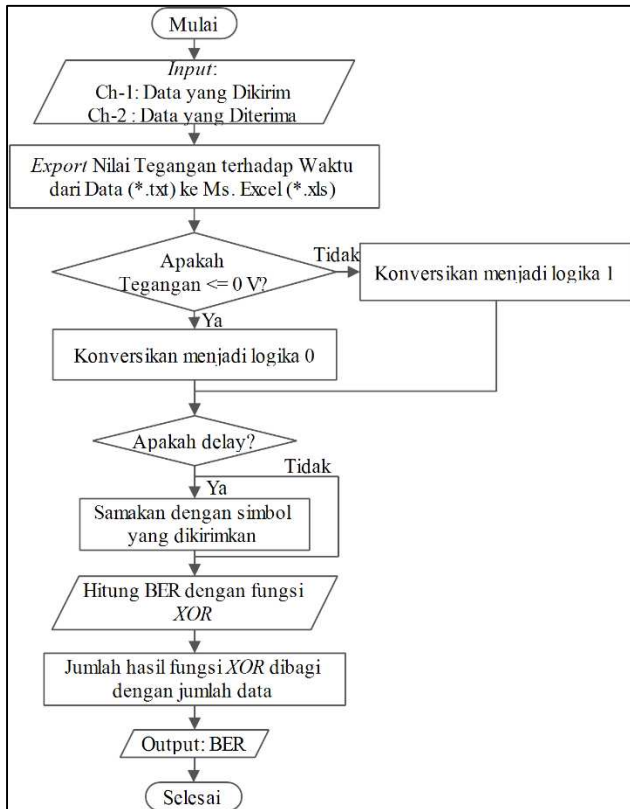 Mulai
Input:
Ch-1: Data yang Dikirim
Ch-2 : Data yang Diterima
Export Nilai Tegangan terhadap Waktu
dari Data (*.txt) ke Ms. Excel (*.xls)
Apakah
Tegangan <= 0 V?
Tidak
Konversikan menjadi logika 1
Ya
Konversikan menjadi logika 0
Apakah delay?
Tidak
Ya
Samakan dengan simbol
yang dikirimkan
Hitung BER dengan fungsi
XOR
Jumlah hasil fungsi XOR dibagi
dengan jumlah data
Output: BER
Selesai